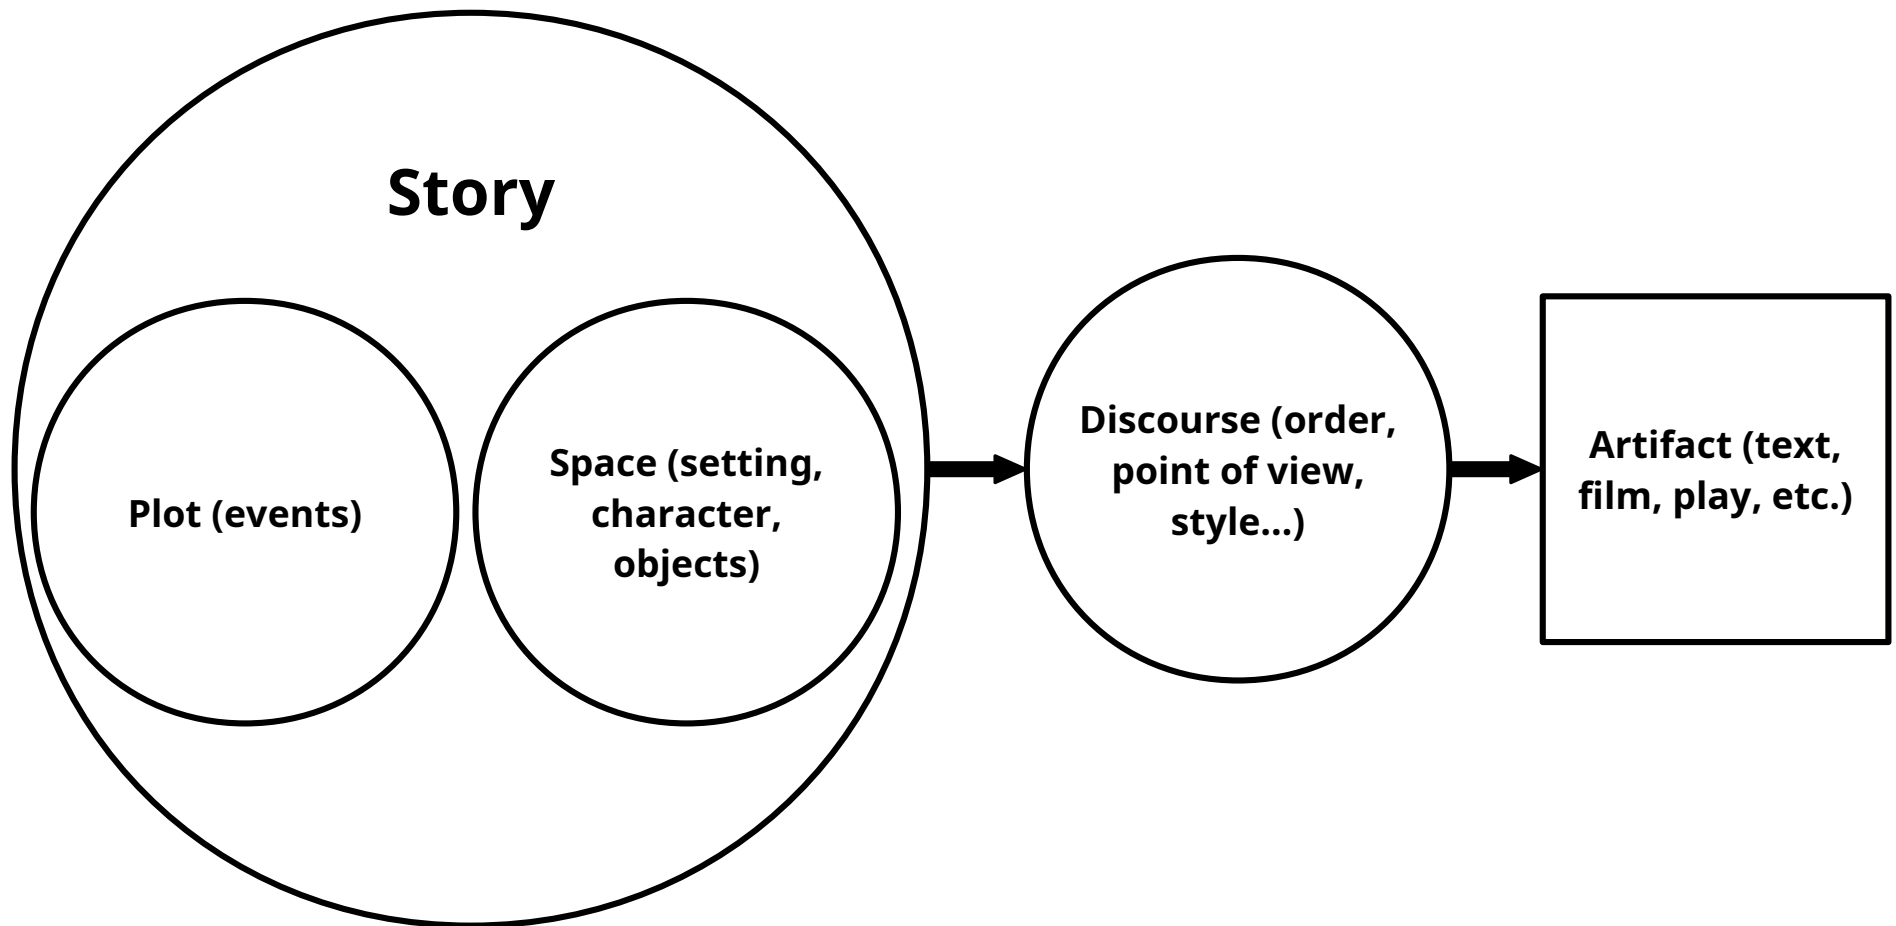 Story
Plot (events)
Space (setting,
character,
objects)
Discourse (order,
point of view,
style...)
Artifact (text,
film, play, etc.)